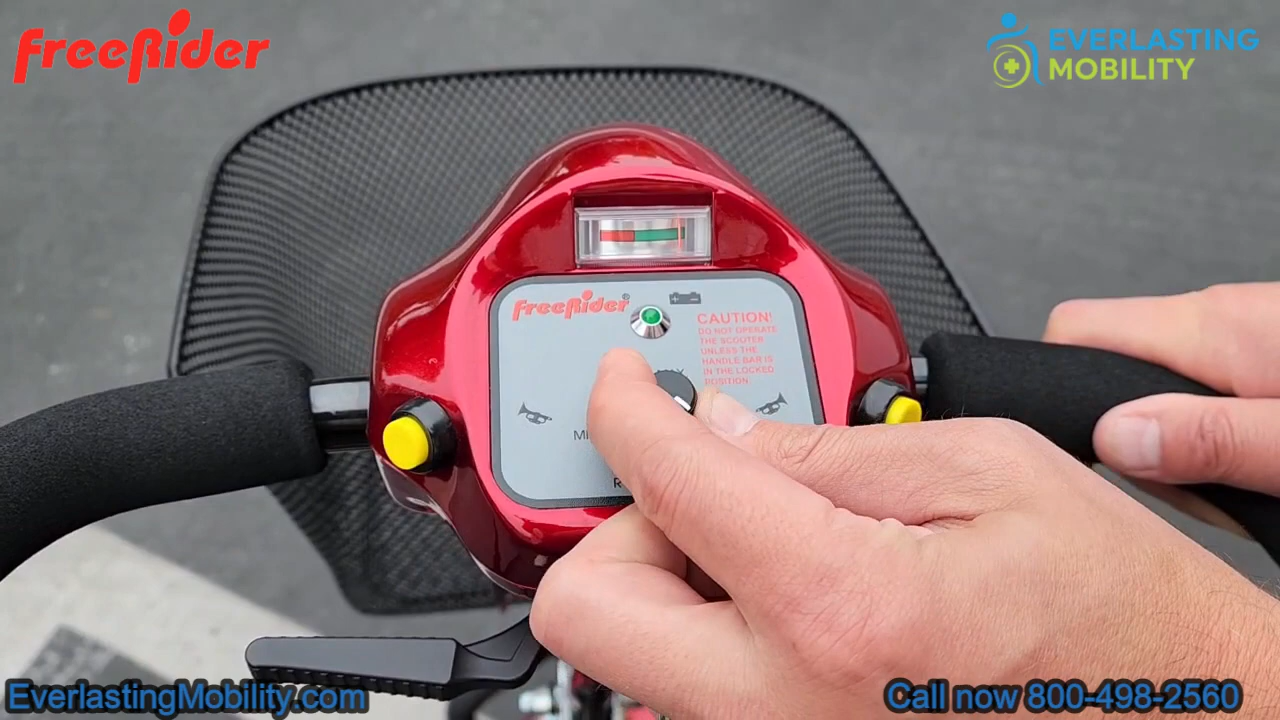 FreeRider
EVERLASTING
MOBILITY
FreeRider®
CAUTION!
DO NOT OPERATE
THE SCOOTER
UNLESS THE
HANDLE BAR IS
IN THE LOCKED
POSITION
EverlastingMobility.com
Call now 800-498-2560